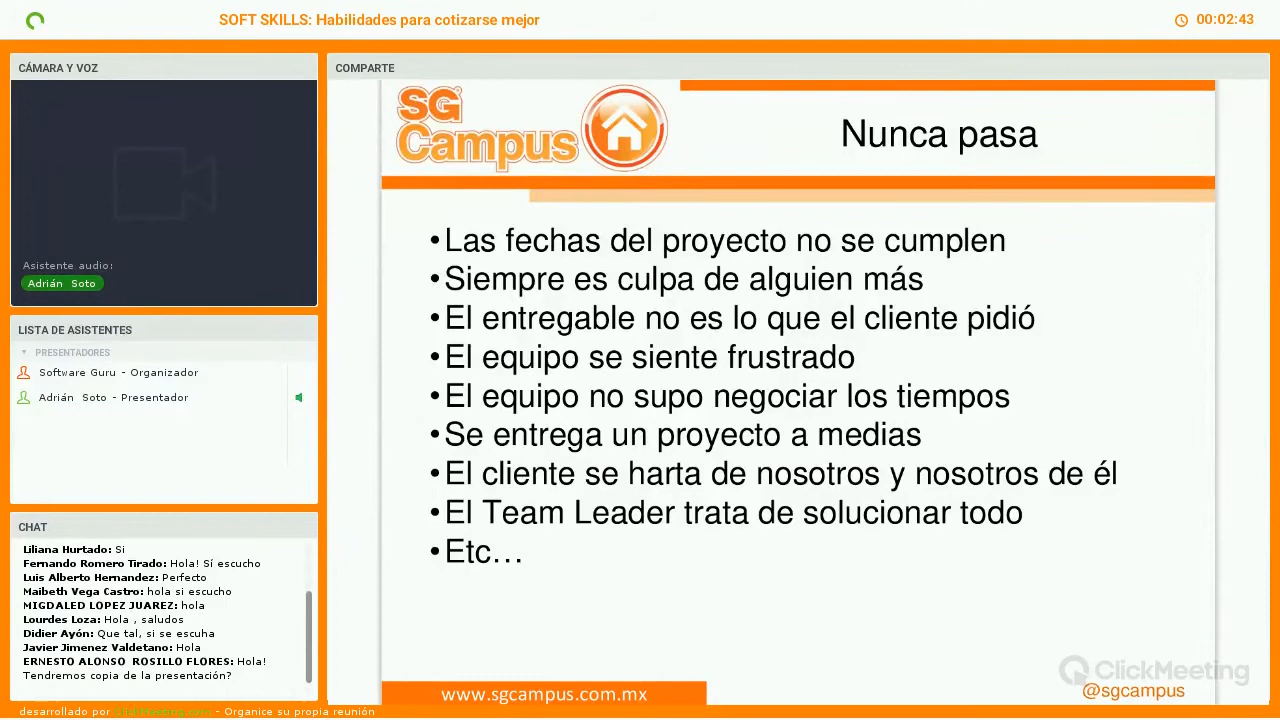 SOFT SKILLS: Habilidades para cotizarse mejor
00:02:43
CÁMARA Y VOZ
Asistente audio:
Adrián Soto
LISTA DE ASISTENTES
PRESENTADORES
Software Guru - Organizador
Adrián Soto - Presentador
CHAT
Liliana Hurtado: Si
Fernando Romero Tirado: Hola! Sí escucho
Luis Alberto Hernandez: Perfecto
Maibeth Vega Castro: hola si escucho
MIGDALED LOPEZ JUAREZ: hola
Lourdes Loza: Hola , saludos
Didier Ayón: Que tal, si se escuha
Javier Jimenez Valdetano: Hola
ERNESTO ALONSO ROSILLO FLORES: Hola!
Tendremos copia de la presentación?
desarrollado por ClickMeeting.com - Organice su propia reunión
COMPARTE
SG
Campus
Nunca pasa
•Las fechas del proyecto no se cumplen
•Siempre es culpa de alguien más
•El entregable no es lo que el cliente pidió
•El equipo se siente frustrado
•El equipo no supo negociar los tiempos
•Se entrega un proyecto a medias
•El cliente se harta de nosotros y nosotros de él
•El Team Leader trata de solucionar todo
•Etc…
ClickMeeting
www.sgcampus.com.mx
@sgcampus